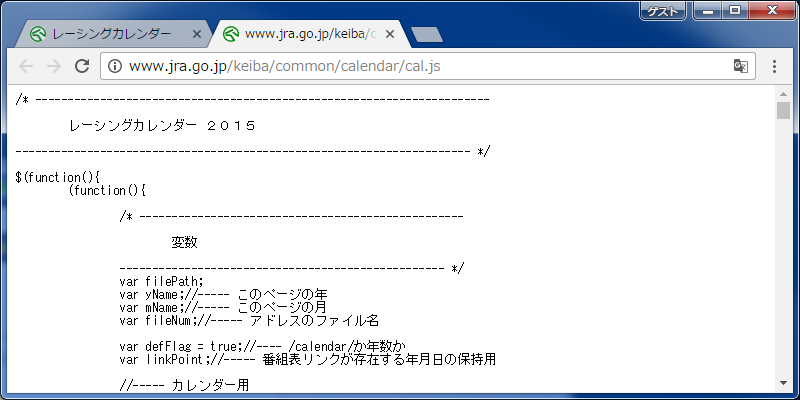 ゲスト
レーシングカレンダー
www.jra.go.jp/keiba/c
www.jra.go.jp/keiba/common/calendar/cal.js
/* ----------------------------------------------------------------------
レーシングカレンダー ２０１５
---------------------------------------------------------------------- */
$(function(){
(function(){
/* --------------------------------------------------
変数
-------------------------------------------------- */
var filePath;
var yName;//----- このページの年
var mName;//----- このページの月
var fileNum;//----- アドレスのファイル名
var defFlag = true;//---- /calendar/か年数か
var linkPoint;//----- 番組表リンクが存在する年月日の保持用
//----- カレンダー用